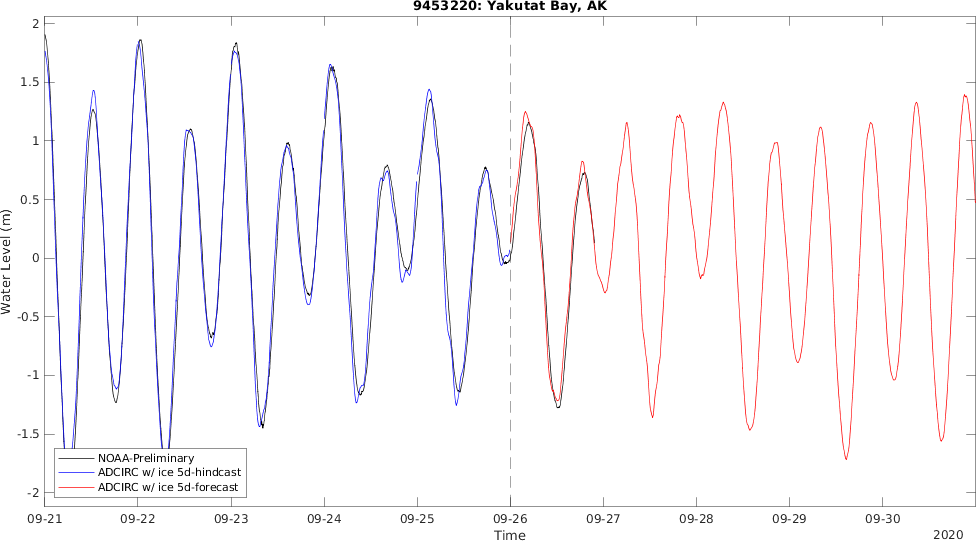 9453220: Yakutat Bay, AK
2
1.5
1
0.5
0
-0.5
-1
-1.5
-2
Water Level (m)
NOAA-Preliminary
ADCIRC w/ ice 5d-hindcast
ADCIRC w/ ice 5d-forecast
09-21 09-22 09-23 09-24 09-25 09-26 09-27 09-28 09-29 09-30
Time
2020